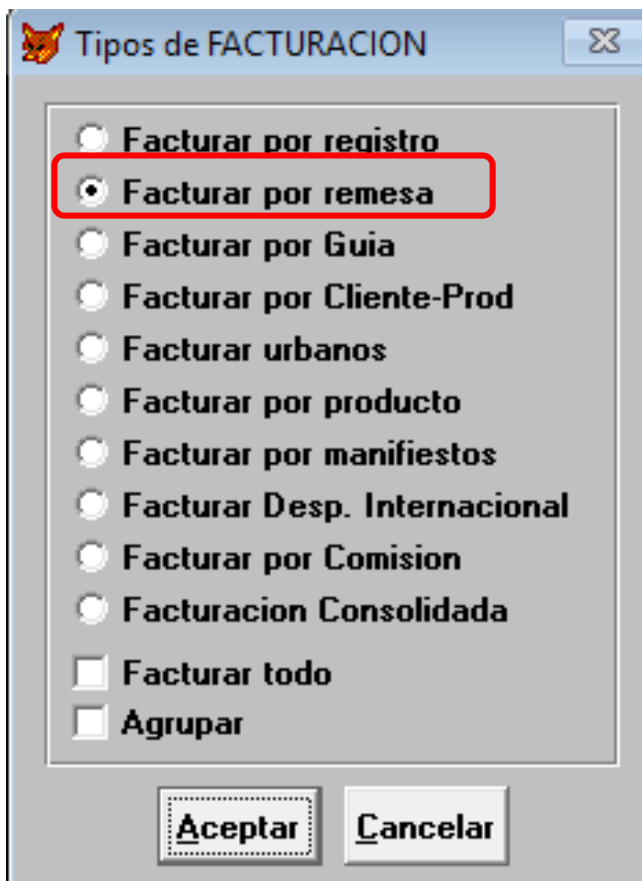 Tipos de FACTURACION
Facturar por registro
Facturar por remesa
Facturar por Guia
Facturar por Cliente-Prod
Facturar urbanos
Facturar por producto
Facturar por manifiestos
Facturar Desp. Internacional
Facturar por Comision
Facturacion Consolidada
Facturar todo
Agrupar
Aceptar Cancelar